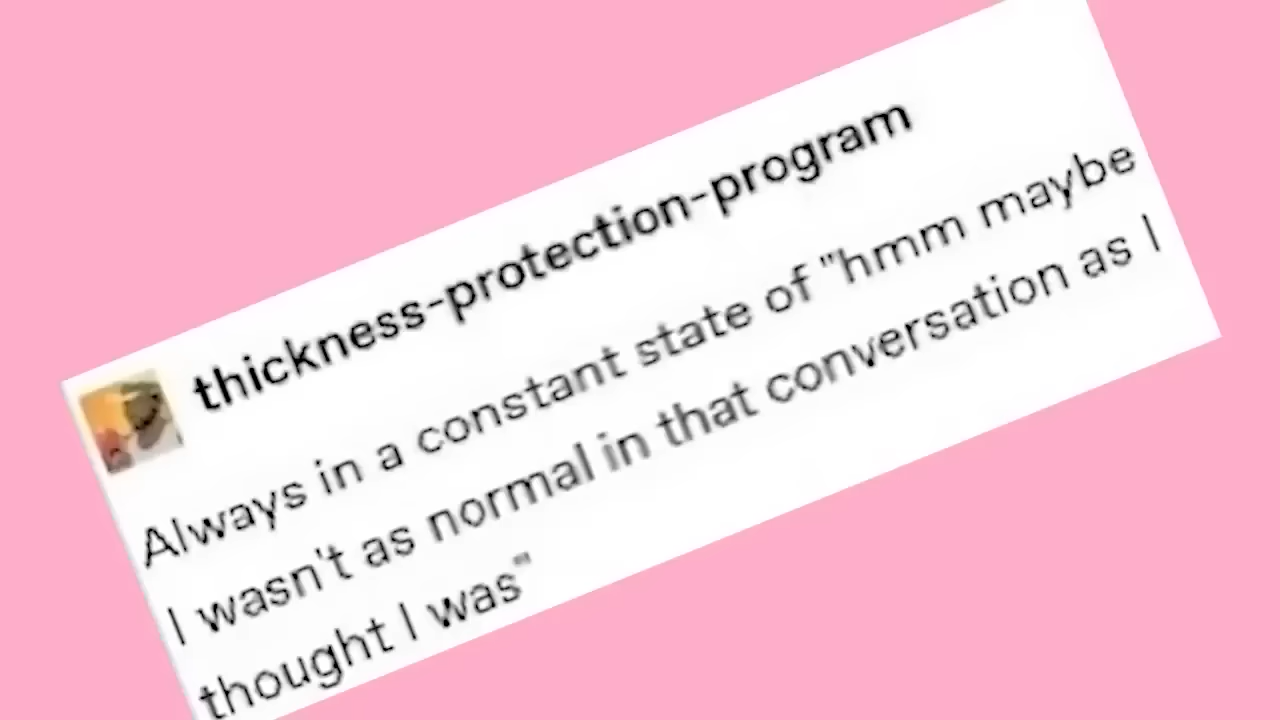 thickness-protection-program
Always in a constant state of "hmm maybe
I wasn't as normal in that conversation as I
thought I was"